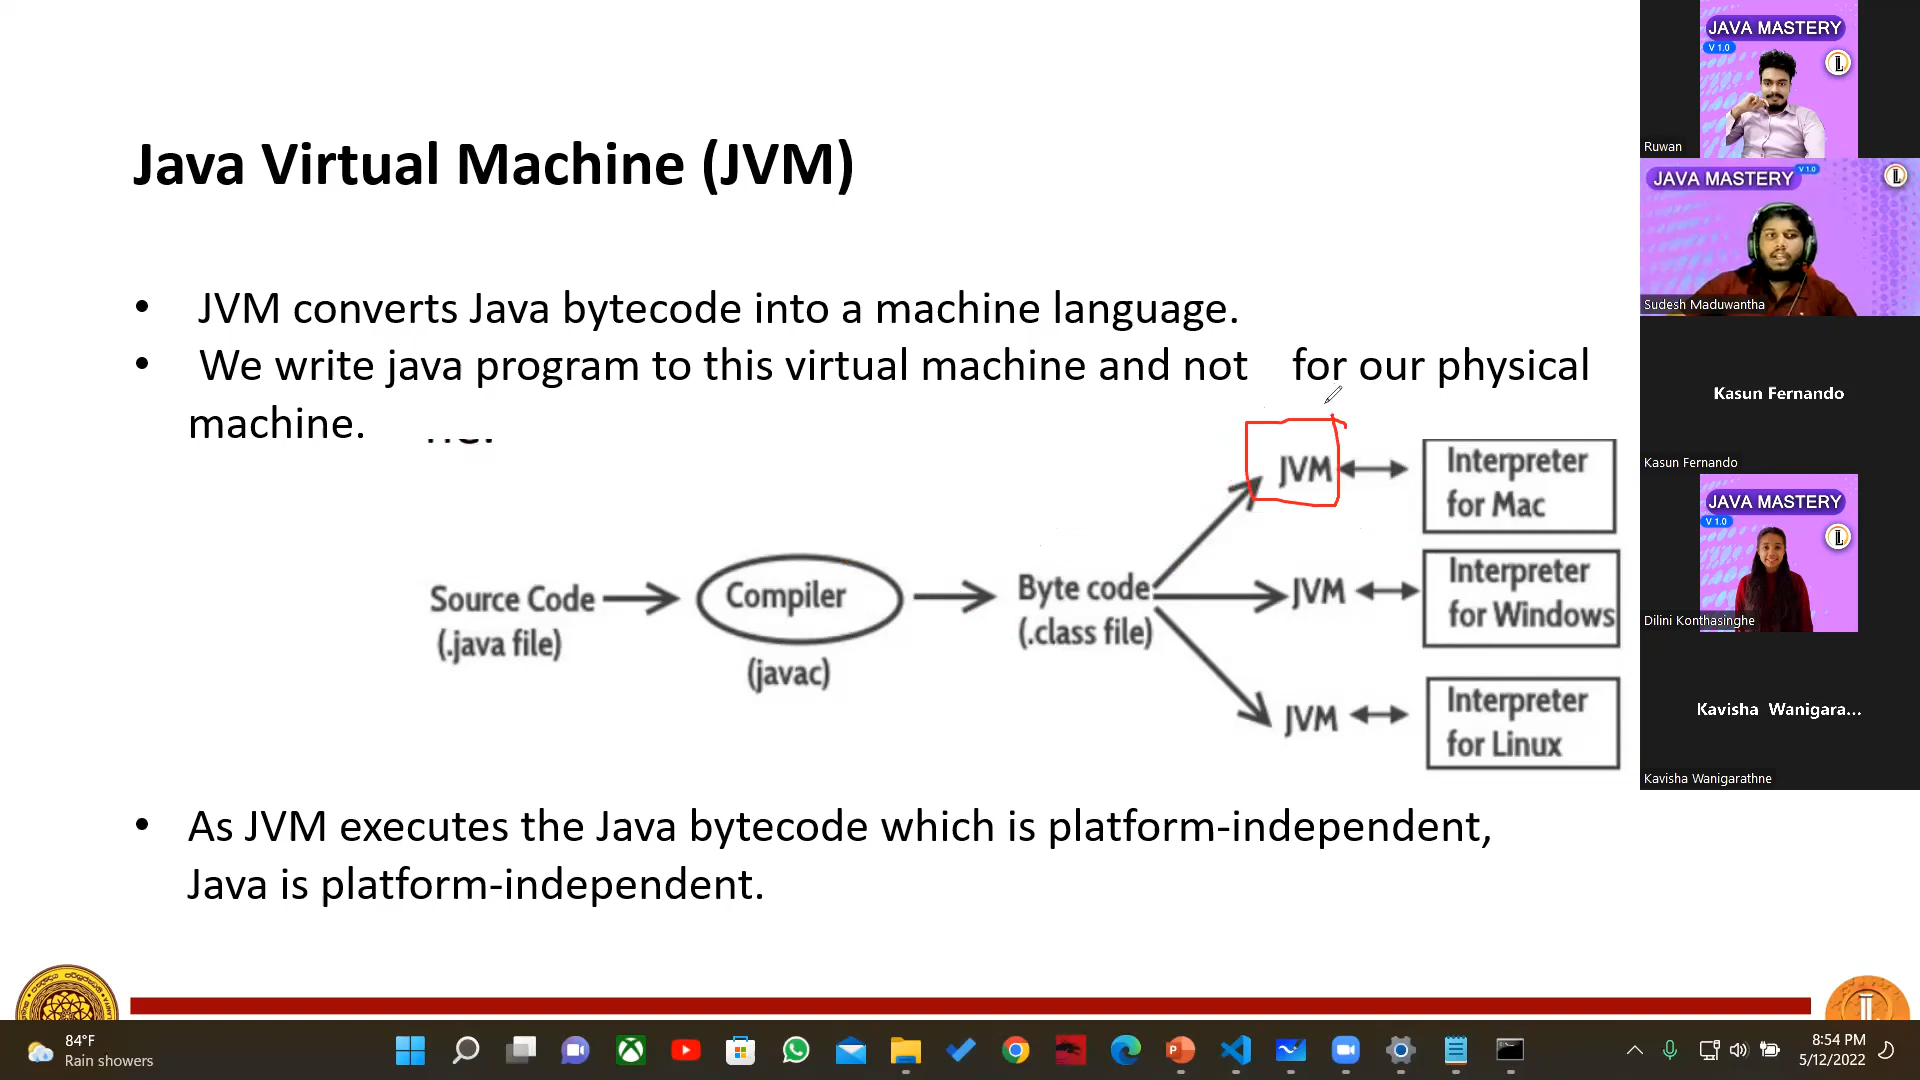 Java Virtual Machine (JVM)
• JVM converts Java bytecode into a machine language.
• We write java program to this virtual machine and not for our physical
machine.
JVM
Interpreter
for Mac
Source Code
(.java file)
Compiler
(javac)
Byte code
(.class file)
JVM
Interpreter
for Windows
JVM
Interpreter
for Linux
• As JVM executes the Java bytecode which is platform-independent,
Java is platform-independent.
JAVA MASTERY
V 1.0
Ruwan
JAVA MASTERY
V 1.0
Sudesh Maduwantha
Kasun Fernando
Kasun Fernando
JAVA MASTERY
V 1.0
Dilini Konthasinghe
Kavisha Wanigara...
Kavisha Wanigarathne
84°F
Rain showers
8:54 PM
5/12/2022